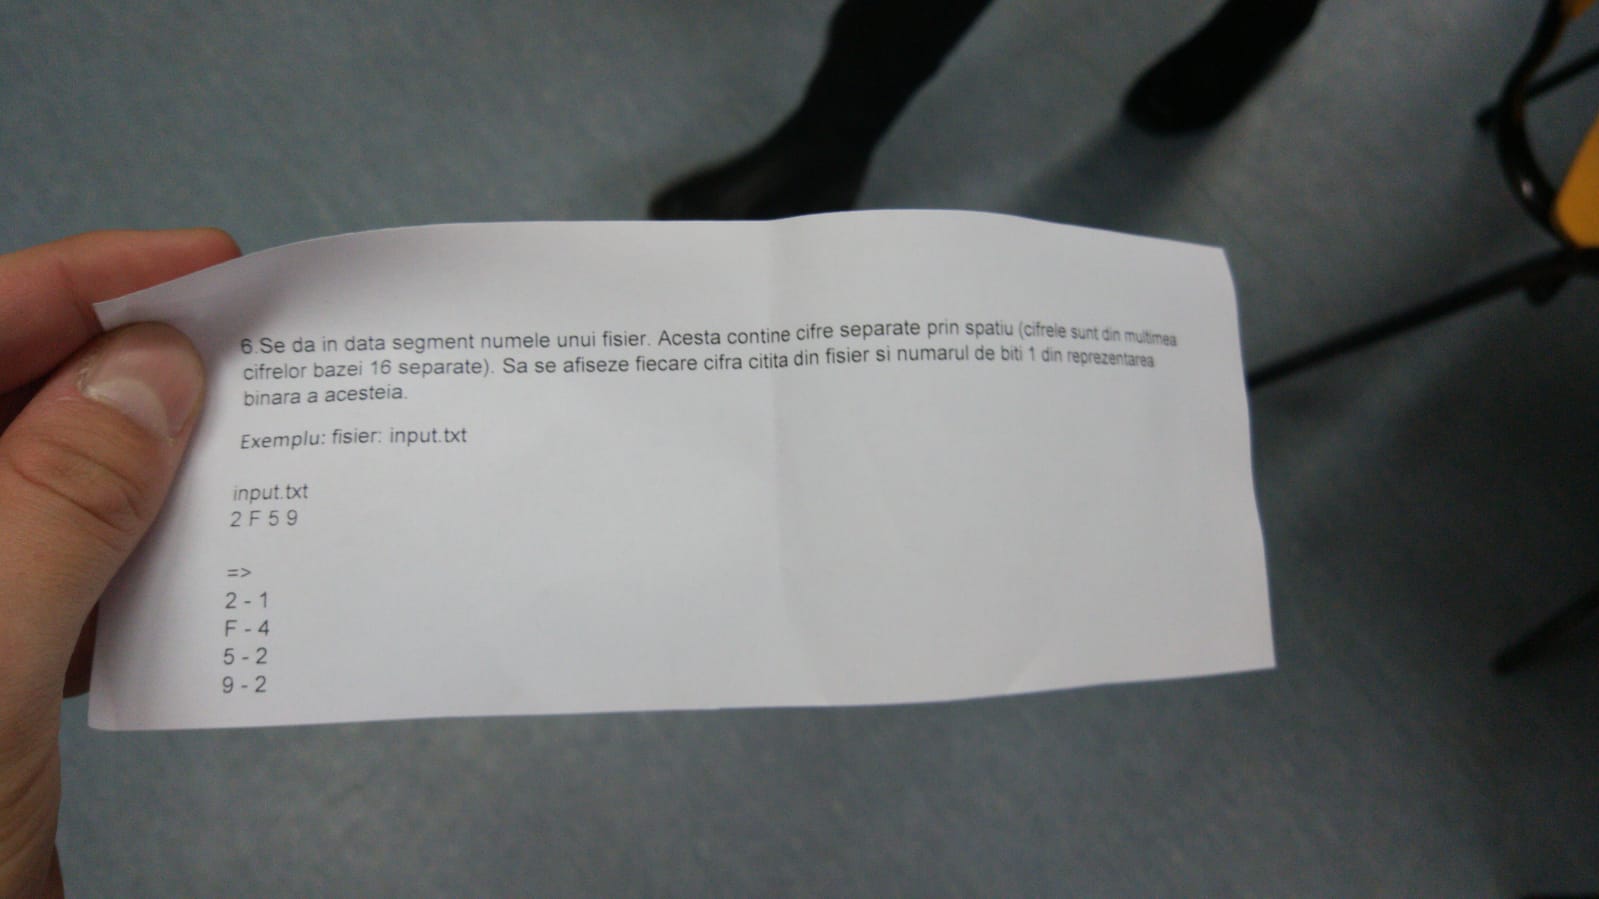 6.Se da in data segment numele unui fisier. Acesta contine cifre separate prin spatiu (cifrele sunt din multimea
cifrelor bazei 16 separate). Sa se afiseze fiecare cifra citita din fisier si numarul de biti 1 din reprezentarea
binara a acesteia.
Exemplu: fisier: input.txt
input.txt
2 F 5 9
=>
2 - 1
F - 4
5 - 2
9 - 2